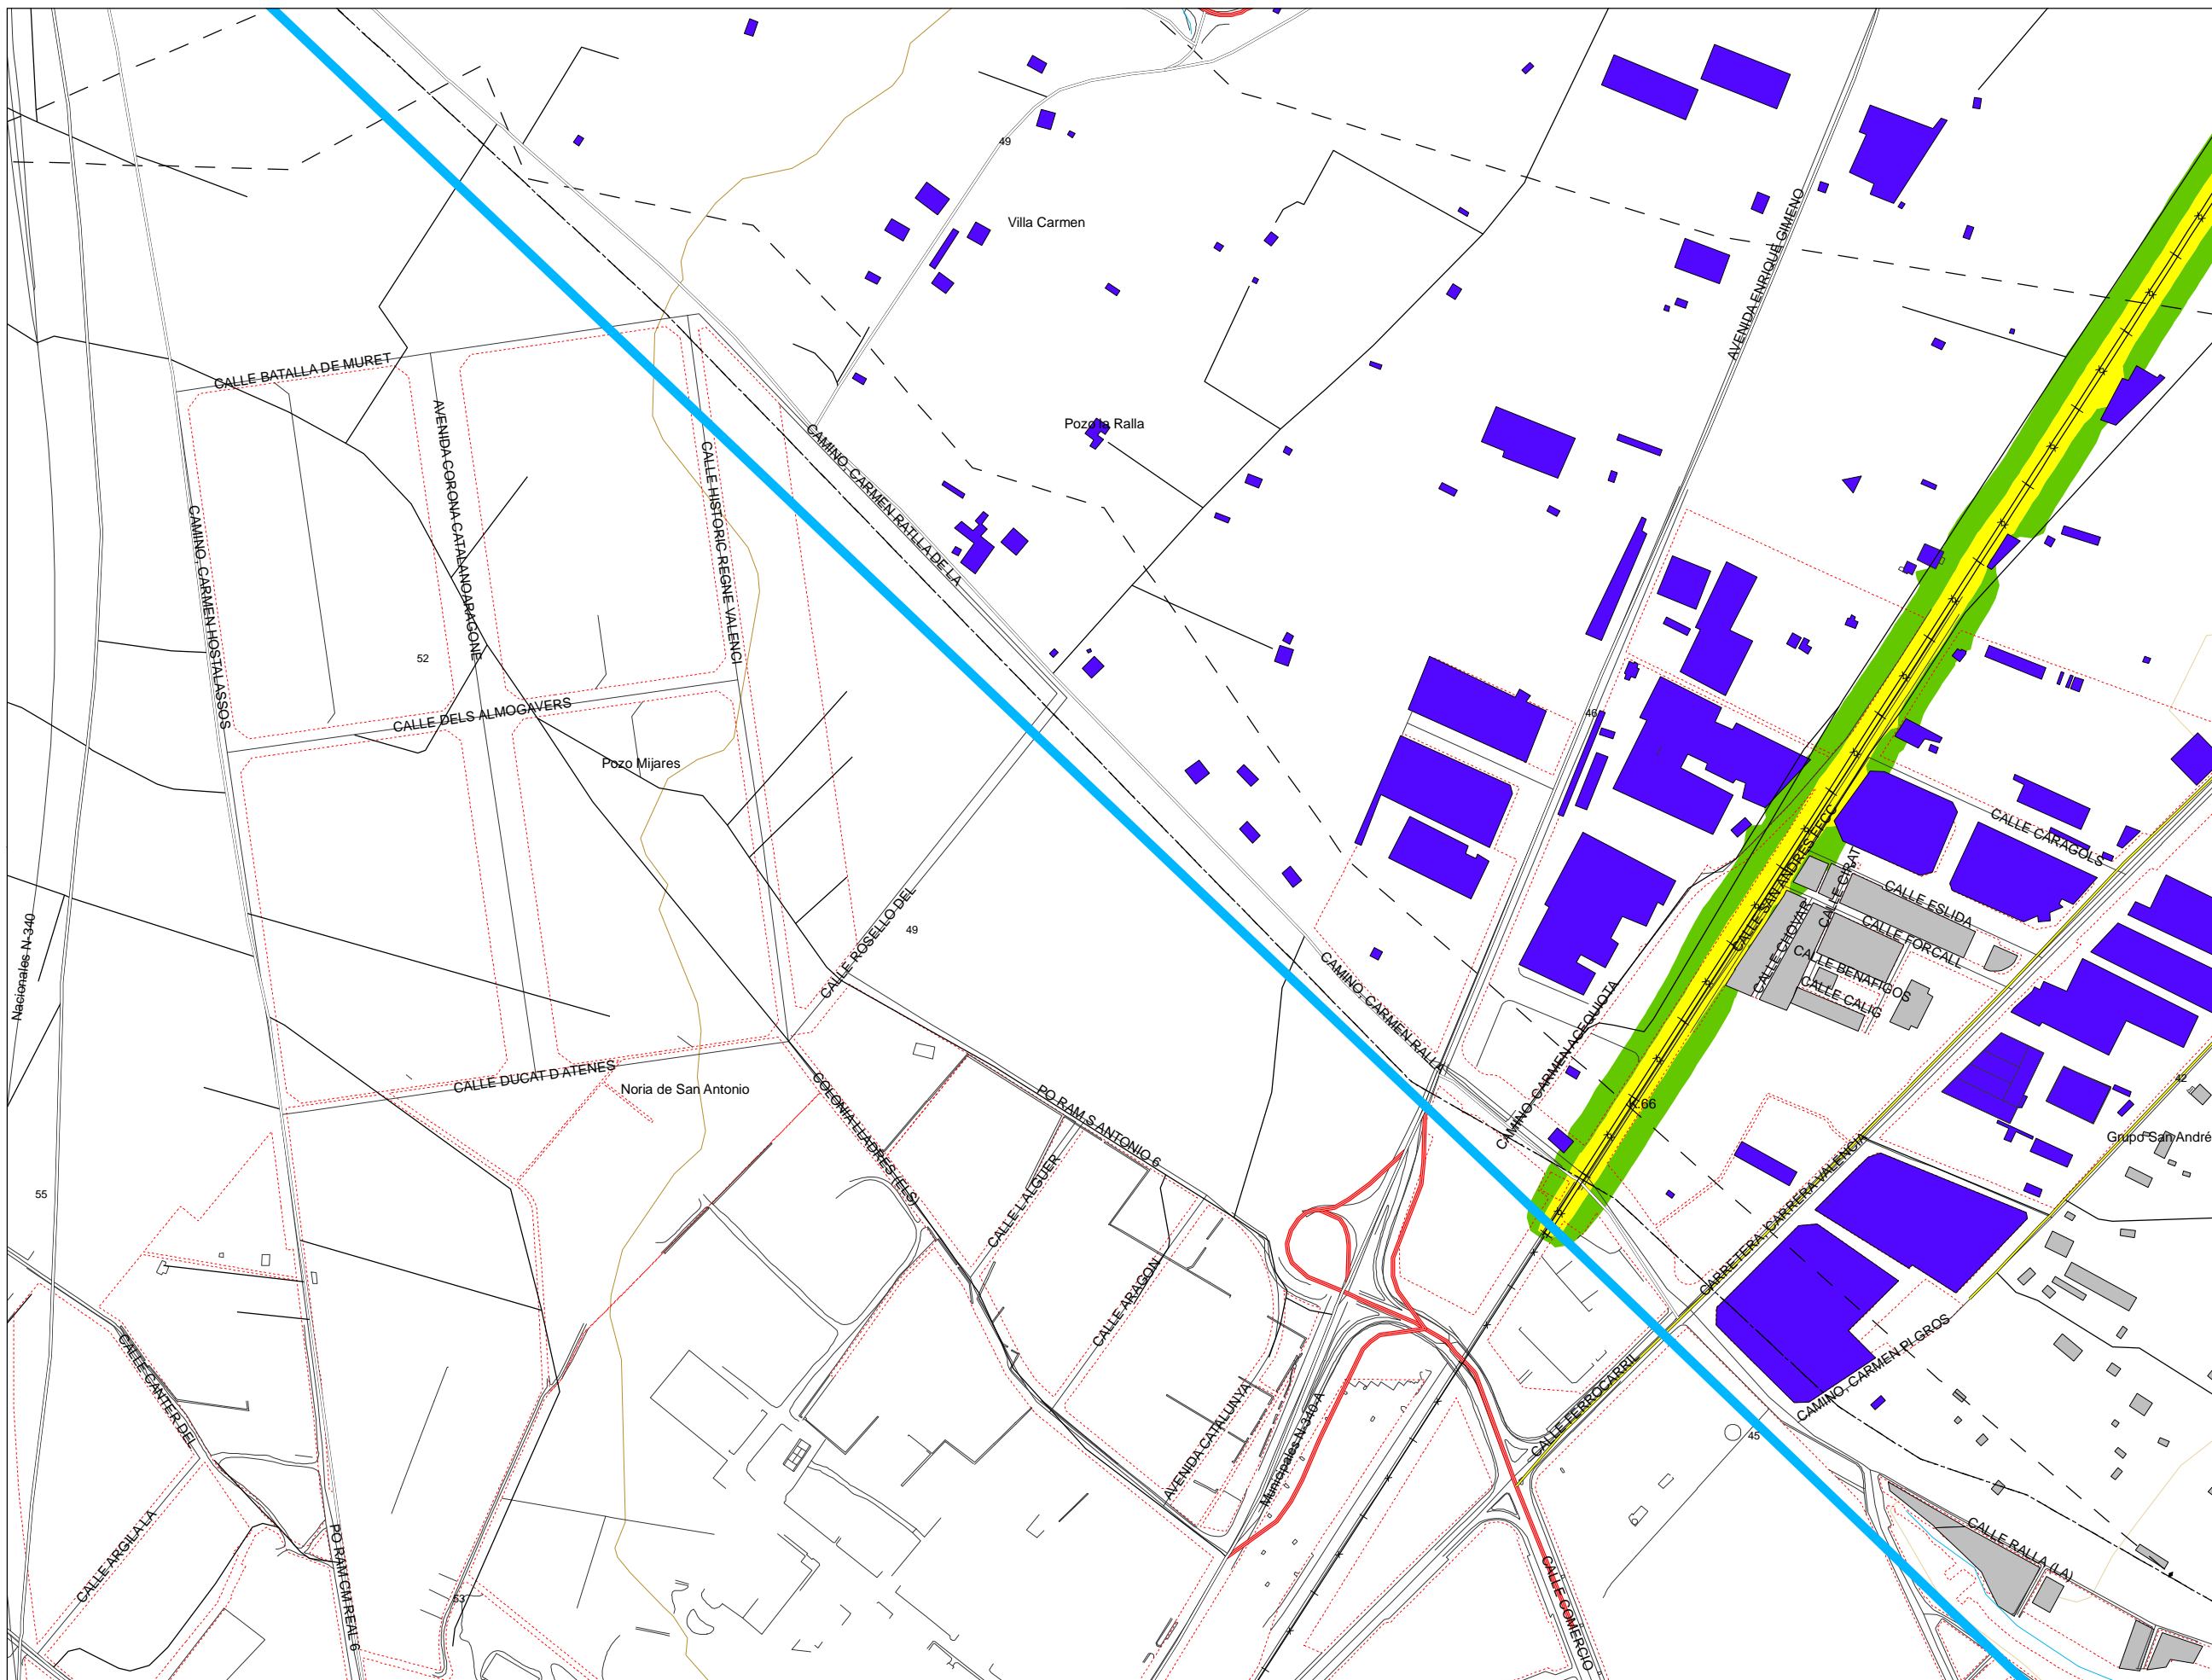 49
Villa Carmen
AVENIDA ENRIQUE GIMENO
CALLE BATALLA DE MURET
AVENIDA CORONA CATALANOARAGONE
CALLE HISTORIC REGNE VALENCI
CAMINO, CARMEN RATLLA DE LA
Pozo la Ralla
CAMINO, CARMEN HOSTALASSOS
52
CALLE DELS ALMOGAVERS
Pozo Mijares
46
CALLE SAN ANDRES FFCC
CALLE CARAGOLS
CALLE CIRAT
CALLE ESLIDA
CALLE CHOVAR
CALLE FORCALL
CALLE BENAFIGOS
CALLE CALIG
Nacionales N-340
49
CALLE ROSELLO DEL
CAMINO, CARMEN RALLA
CAMINO, CARMEN ACEQUIOTA
CALLE DUCAT D'ATENES
Noria de San Antonio
COLONIA LLADRES (ELS)
PO RAM.S ANTONIO 6
CALLE L'ALGUER
66
42
Grupo San André
CARRETERA, CARRERA VALENCIA
55
CALLE ARAGON
CALLE CANTER DEL
AVENIDA CATALUNYA
Municipales N-340 A
CALLE FERROCARRIL
CAMINO, CARMEN PI GROS
45
CALLE ARGILA LA
PO RAM CM REAL 6
53
CALLE COMERCIO
CALLE RALLA (LA)